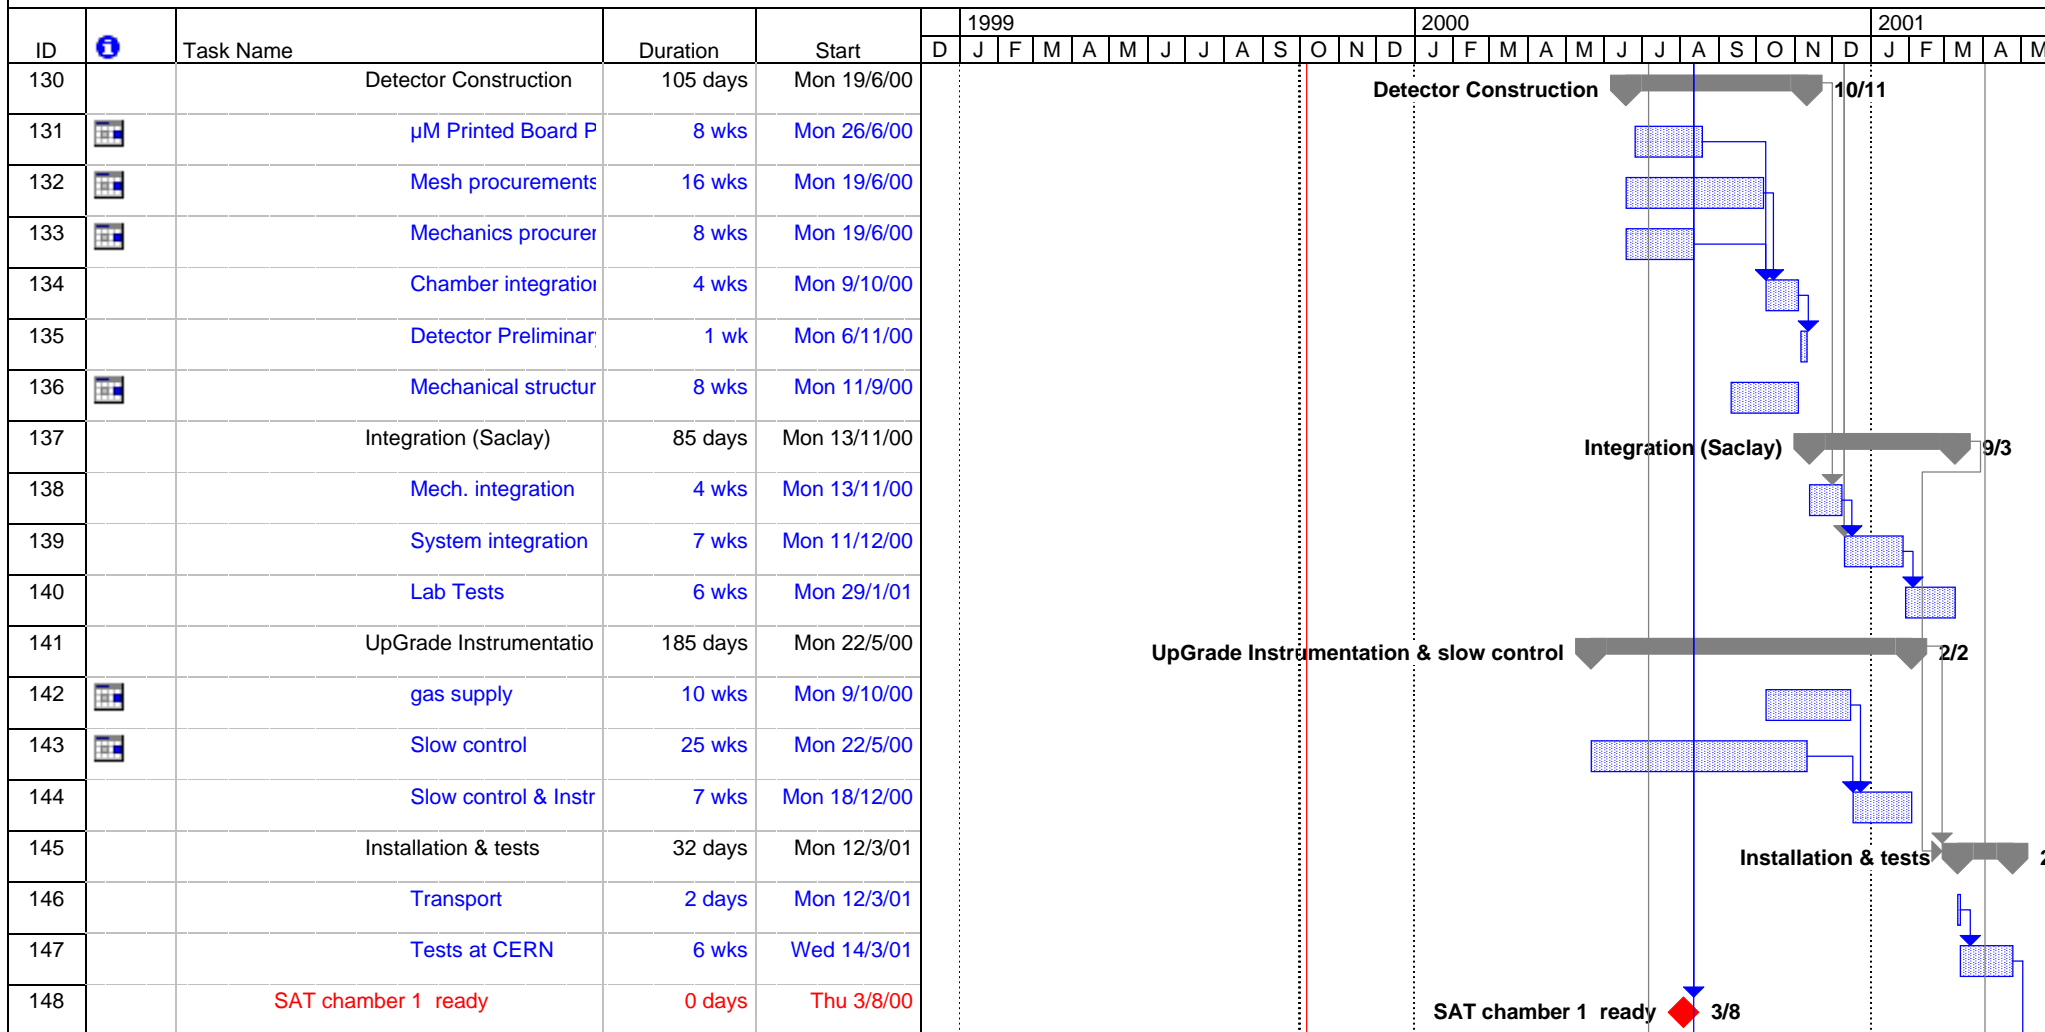 1999 2000 2001
ID Task Name Duration Start D J F M A M J J A S O N D J F M A M J J A S O N D J F M A M
130 Detector Construction 105 days Mon 19/6/00 Detector Construction 10/11
131 µM Printed Board P 8 wks Mon 26/6/00
132 Mesh procurements 16 wks Mon 19/6/00
133 Mechanics procurer 8 wks Mon 19/6/00
134 Chamber integration 4 wks Mon 9/10/00
135 Detector Preliminary 1 wk Mon 6/11/00
136 Mechanical structur 8 wks Mon 11/9/00
137 Integration (Saclay) 85 days Mon 13/11/00 Integration (Saclay) 9/3
138 Mech. integration 4 wks Mon 13/11/00
139 System integration 7 wks Mon 11/12/00
140 Lab Tests 6 wks Mon 29/1/01
141 UpGrade Instrumentatio 185 days Mon 22/5/00 UpGrade Instrumentation & slow control 2/2
142 gas supply 10 wks Mon 9/10/00
143 Slow control 25 wks Mon 22/5/00
144 Slow control & Instr 7 wks Mon 18/12/00
145 Installation & tests 32 days Mon 12/3/01 Installation & tests 2
146 Transport 2 days Mon 12/3/01
147 Tests at CERN 6 wks Wed 14/3/01
148 SAT chamber 1 ready 0 days Thu 3/8/00 SAT chamber 1 ready 3/8